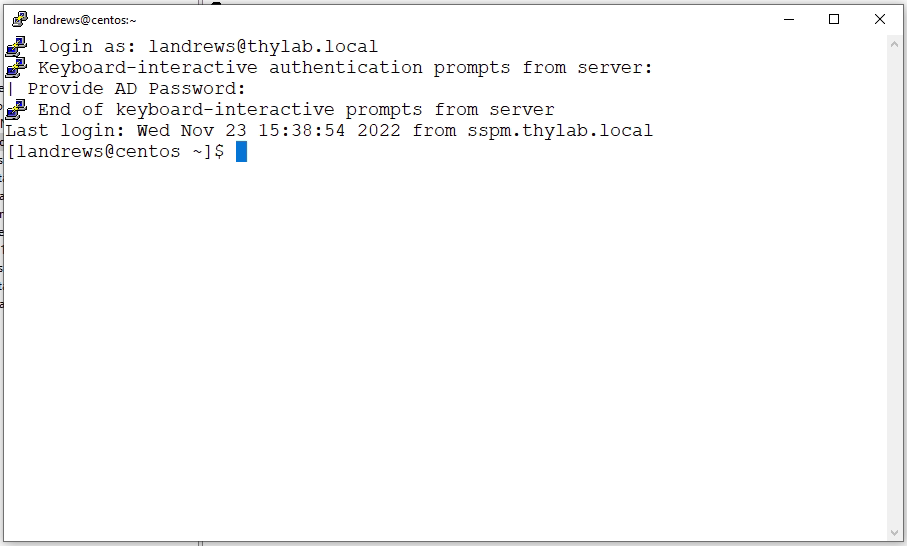 landrews@centos:~
login as: landrews@thylab.local
Keyboard-interactive authentication prompts from server:
| Provide AD Password:
End of keyboard-interactive prompts from server
Last login: Wed Nov 23 15:38:54 2022 from sspm.thylab.local
[landrews@centos ~]$